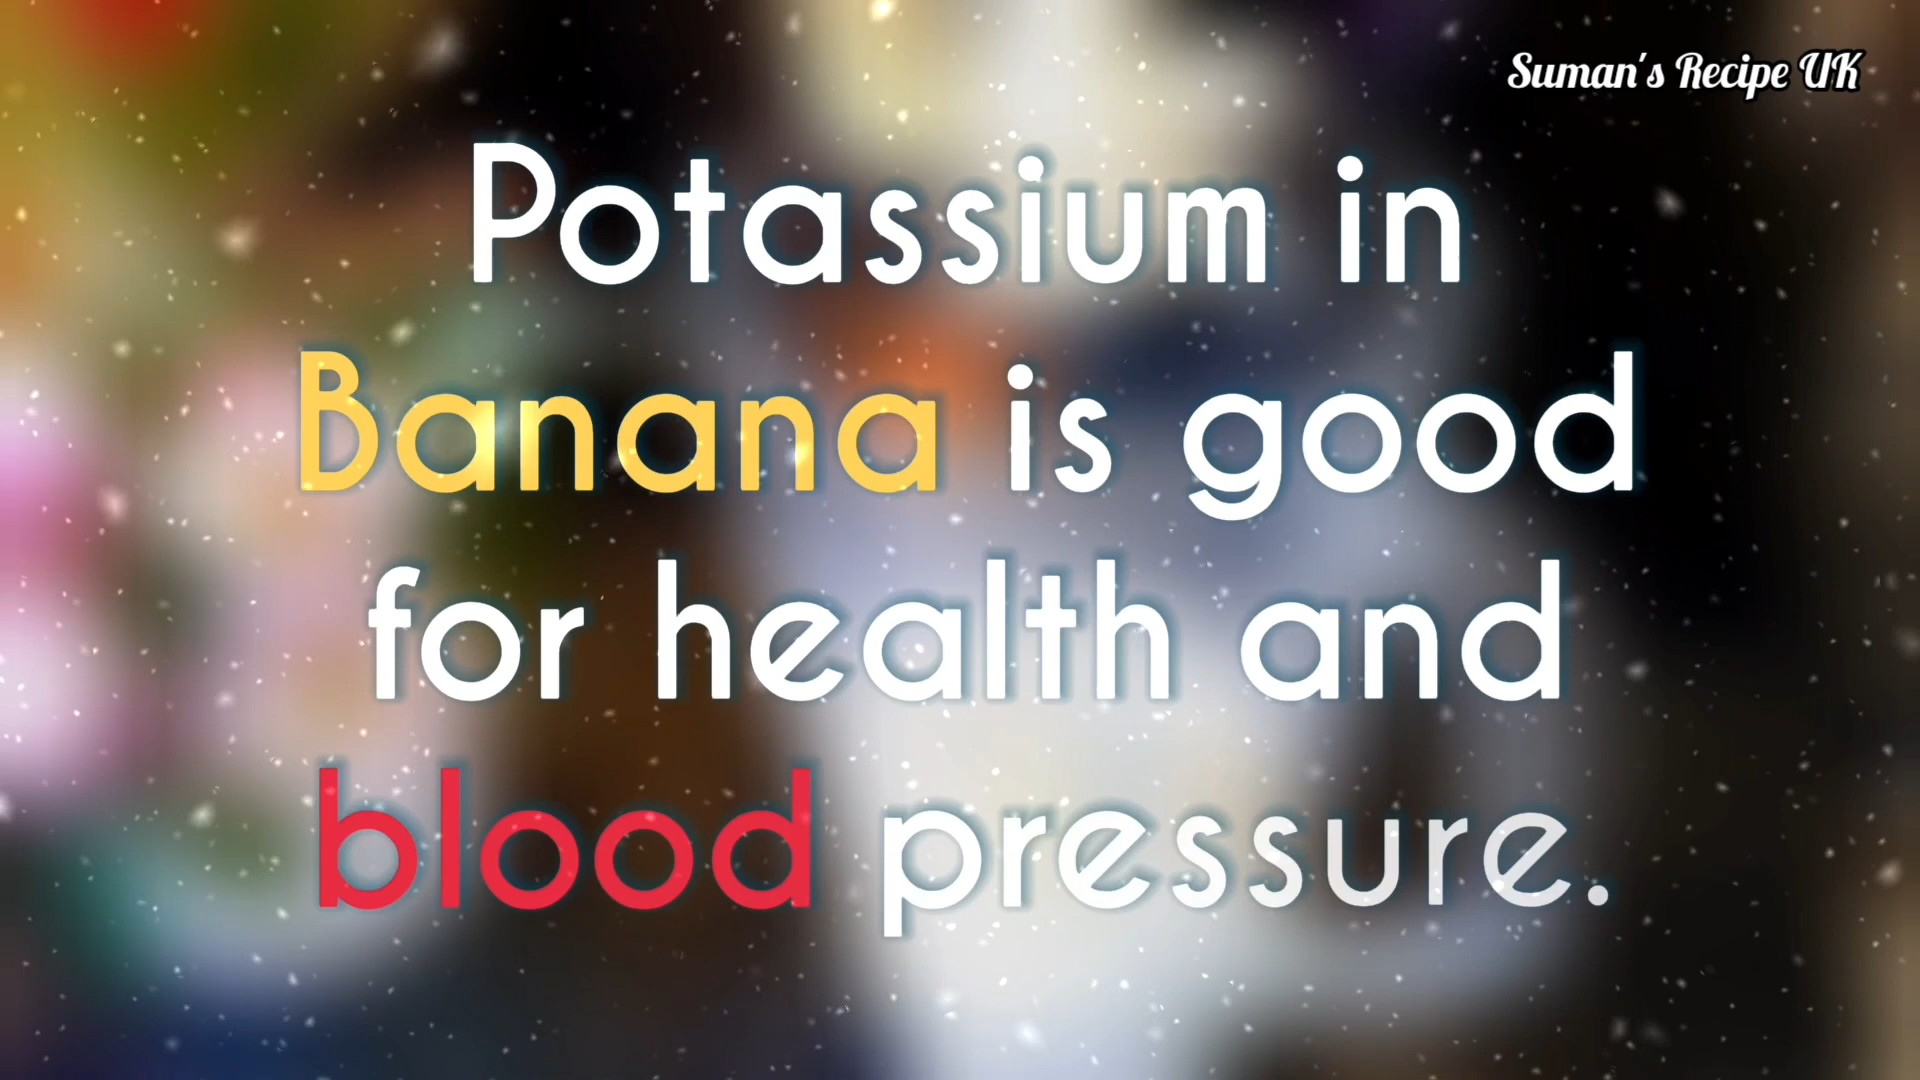 Suman's Recipe UK
Potassium in
Banana is good
for health and
blood pressure.